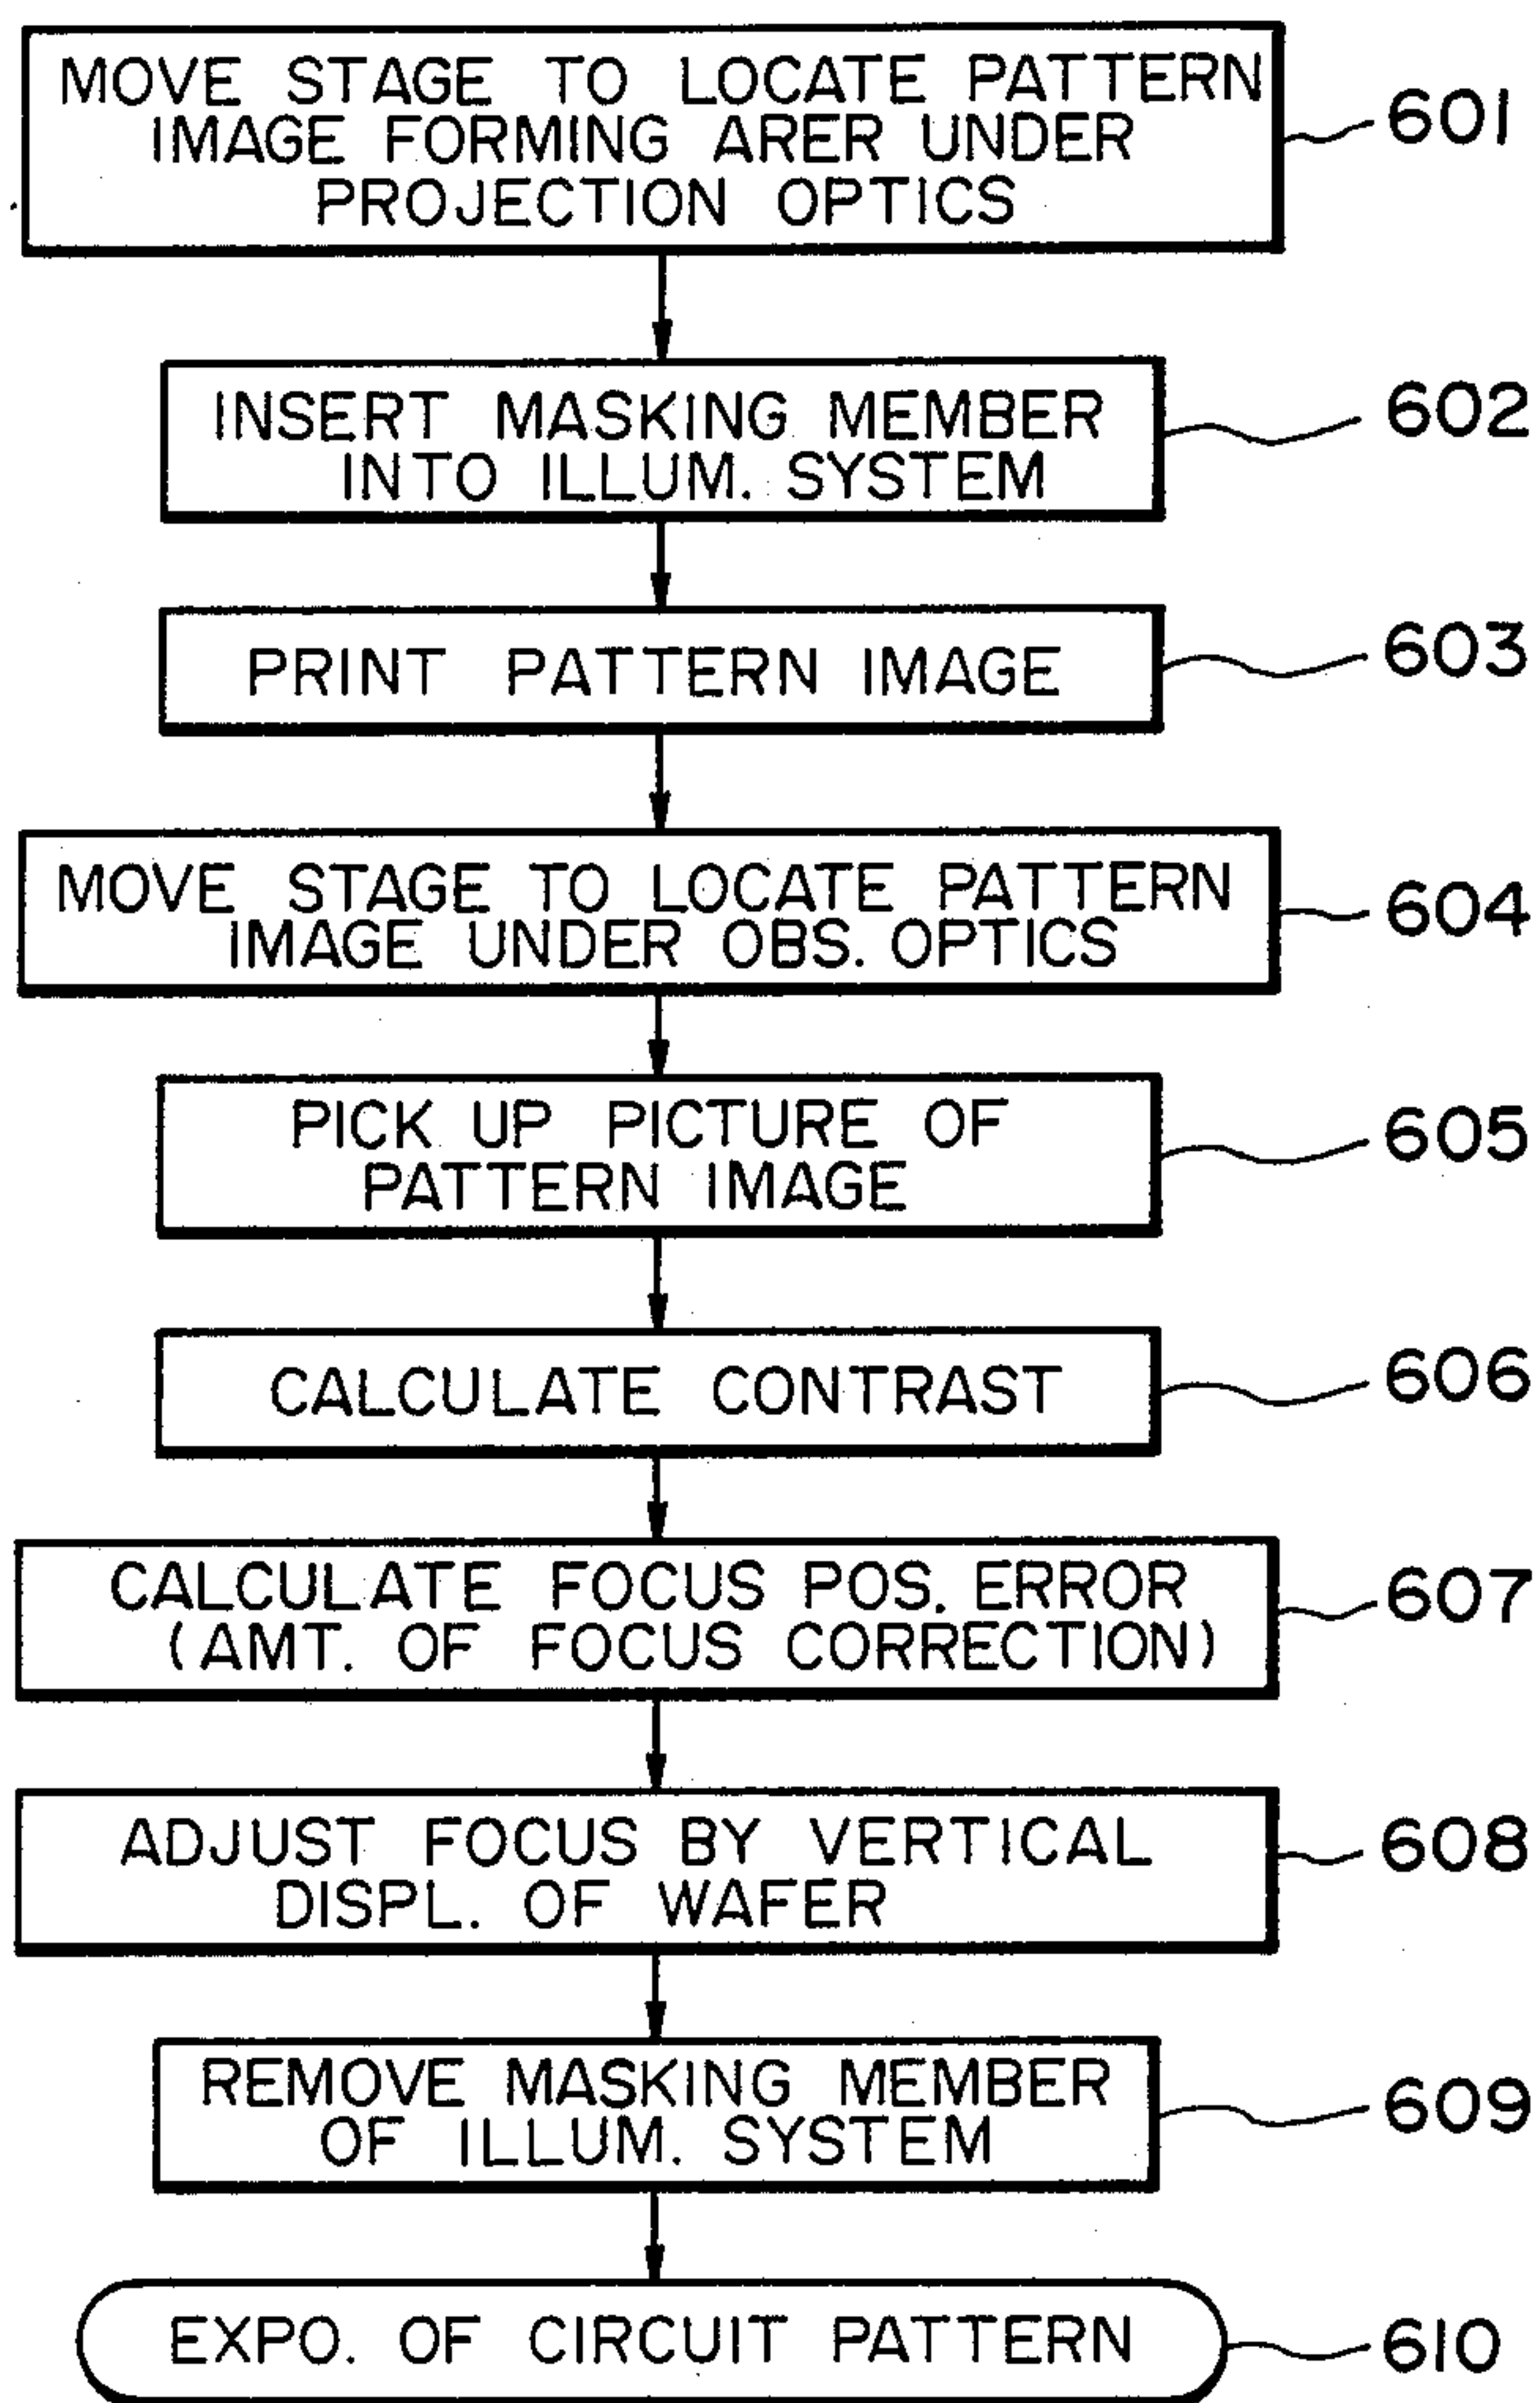 MOVE STAGE TO LOCATE PATTERN
IMAGE FORMING ARER UNDER
PROJECTION OPTICS
601
INSERT MASKING MEMBER
INTO ILLUM. SYSTEM
602
PRINT PATTERN IMAGE
603
MOVE STAGE TO LOCATE PATTERN
IMAGE UNDER OBS. OPTICS
604
PICK UP PICTURE OF
PATTERN IMAGE
605
CALCULATE CONTRAST
606
CALCULATE FOCUS POS. ERROR
(AMT. OF FOCUS CORRECTION)
607
ADJUST FOCUS BY VERTICAL
DISPL. OF WAFER
608
REMOVE MASKING MEMBER
OF ILLUM. SYSTEM
609
EXPO. OF CIRCUIT PATTERN
610